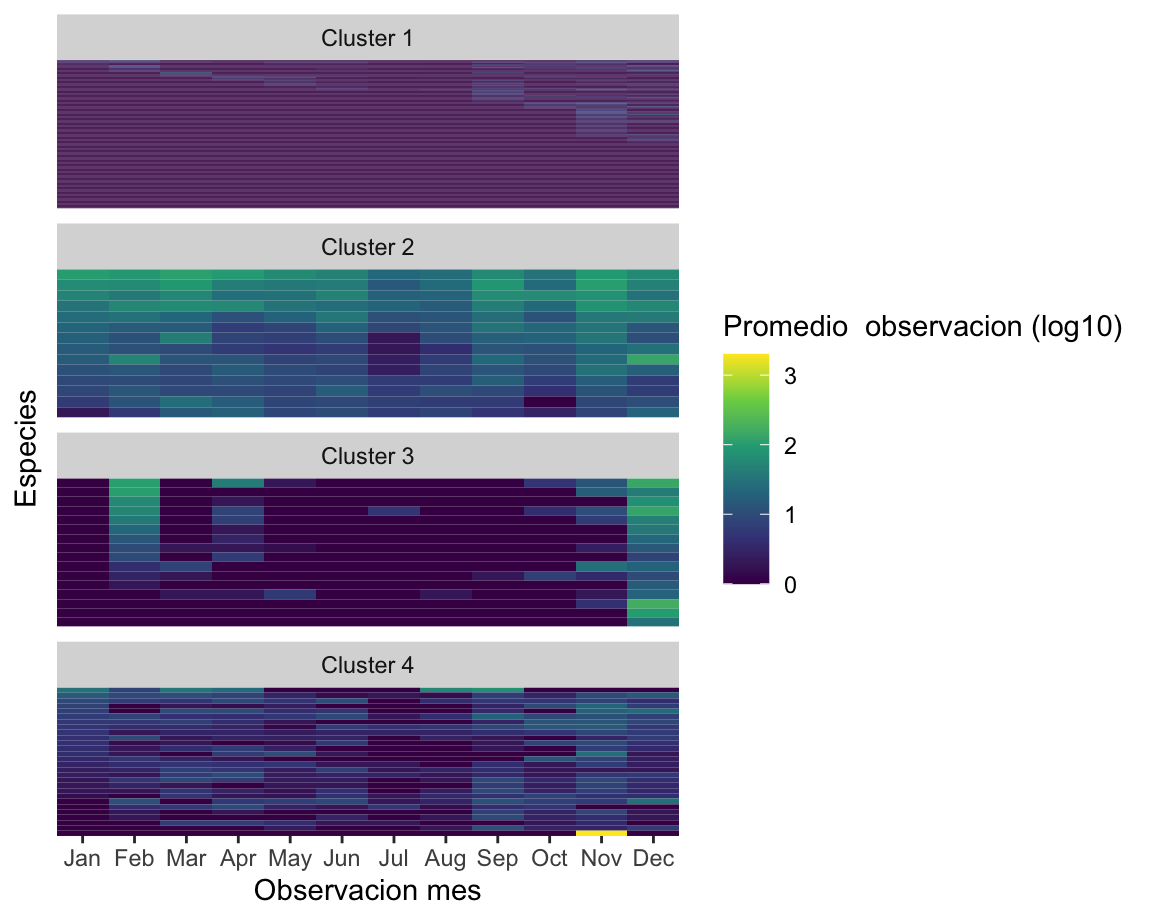 Cluster 1
Cluster 2
Cluster 3
Cluster 4
Especies
Jan Feb Mar Apr May Jun Jul Aug Sep Oct Nov Dec
Observacion mes
Promedio  observacion (log10)
3
2
1
0